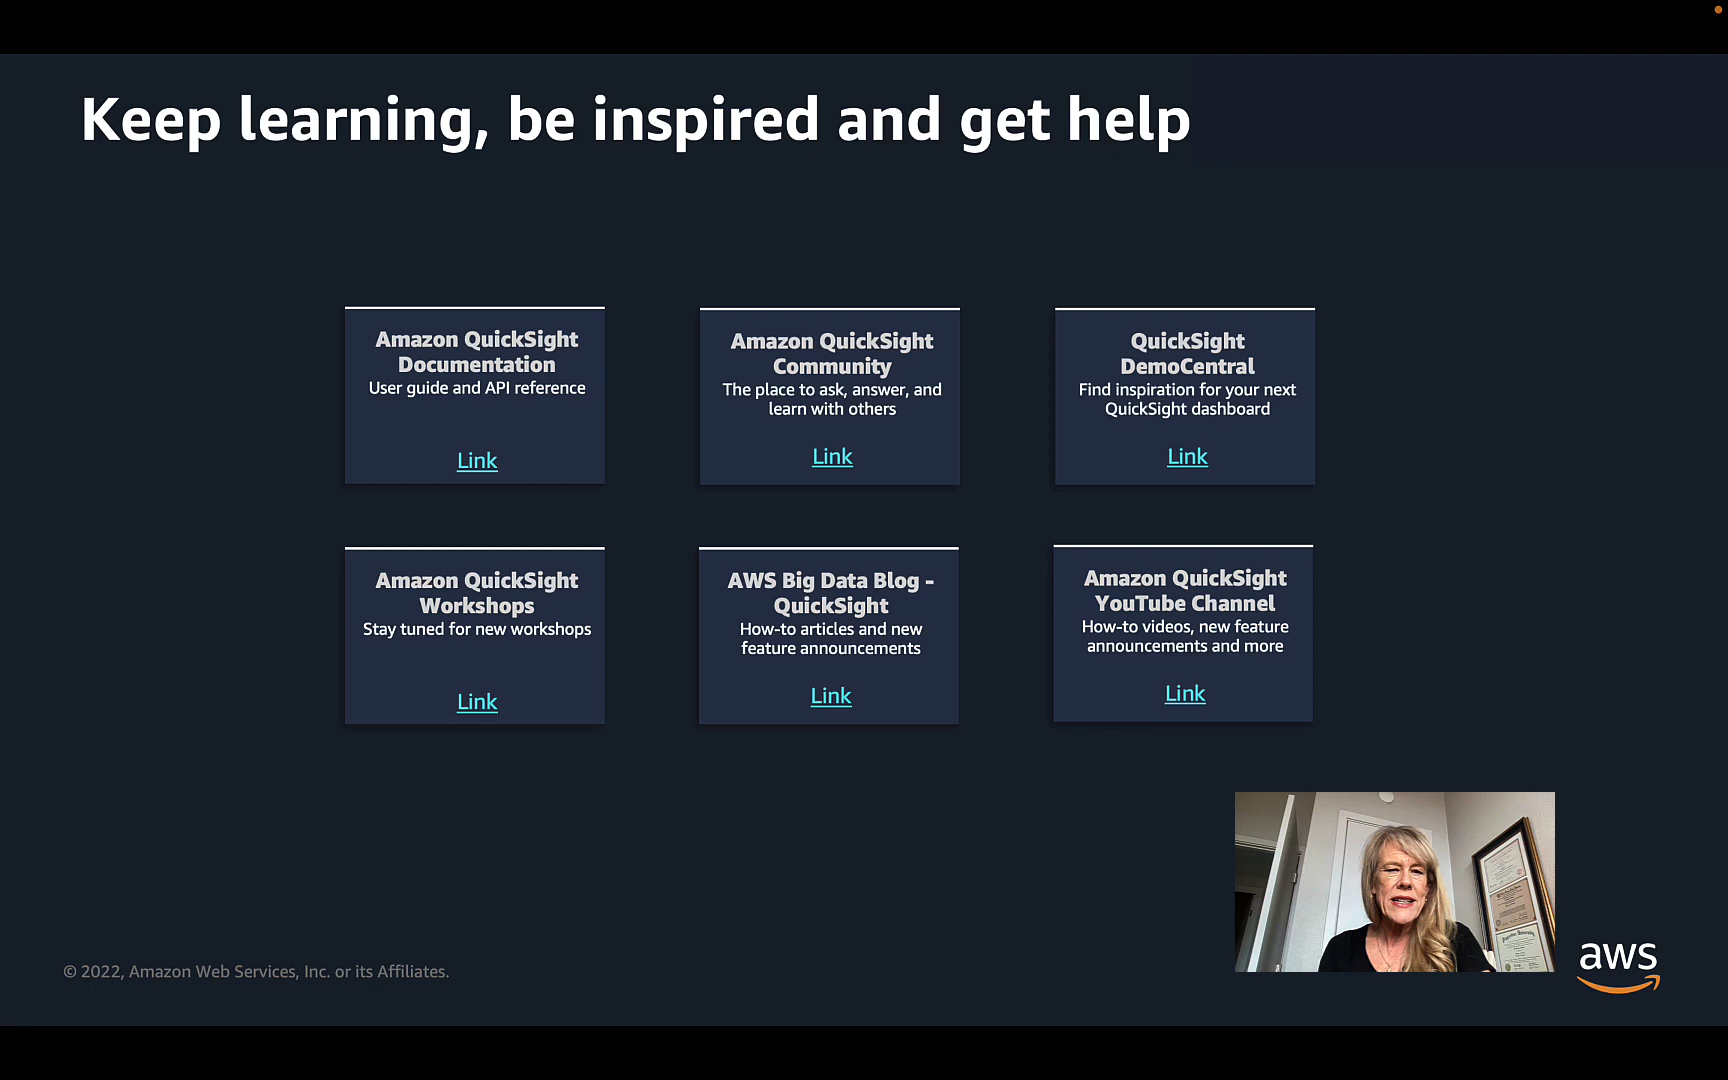 Keep learning, be inspired and get help
Amazon QuickSight
Documentation
User guide and API reference
Link
Amazon QuickSight
Community
The place to ask, answer, and
learn with others
Link
QuickSight
DemoCentral
Find inspiration for your next
QuickSight dashboard
Link
Amazon QuickSight
Workshops
Stay tuned for new workshops
Link
AWS Big Data Blog -
QuickSight
How-to articles and new
feature announcements
Link
Amazon QuickSight
YouTube Channel
How-to videos, new feature
announcements and more
Link
© 2022, Amazon Web Services, Inc. or its Affiliates.
aws